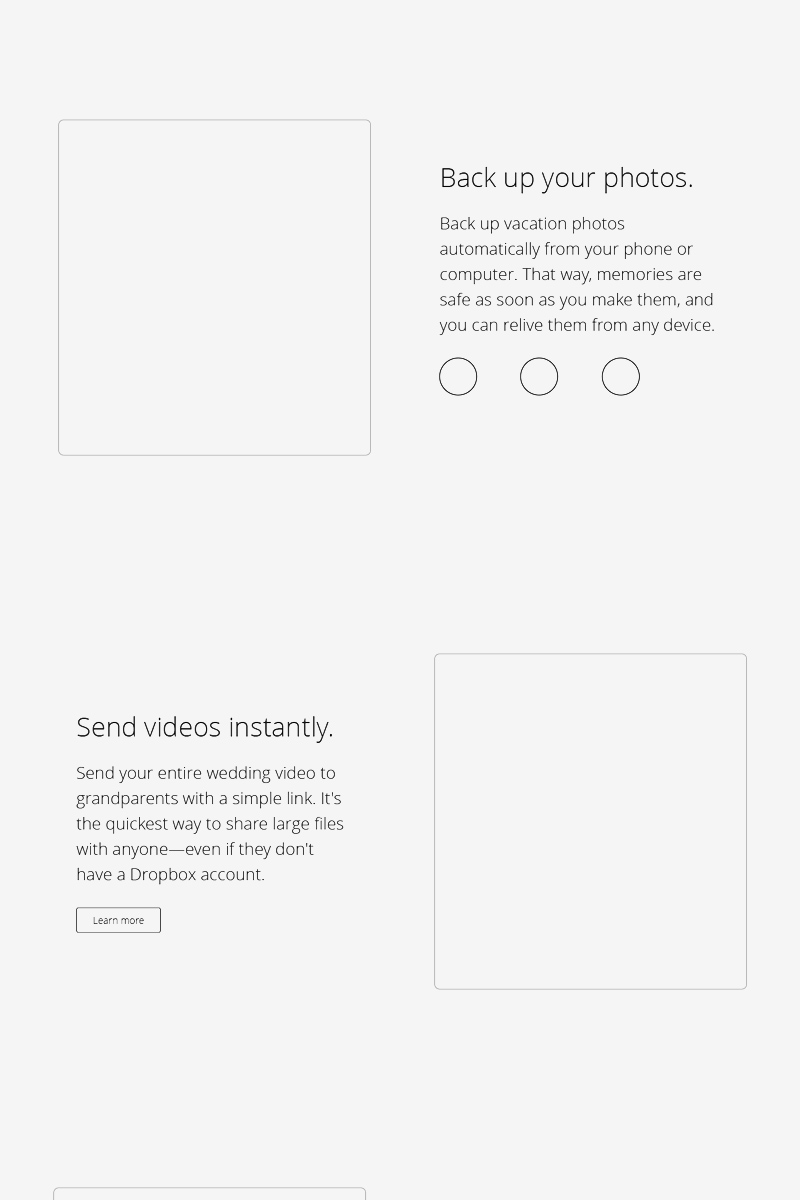 Back up your photos.
Back up vacation photos
automatically from your phone or
computer. That way, memories are
safe as soon as you make them, and
you can relive them from any device.
Send videos instantly.
Send your entire wedding video to
grandparents with a simple link. It's
the quickest way to share large files
with anyone—even if they don't
have a Dropbox account.
Learn more